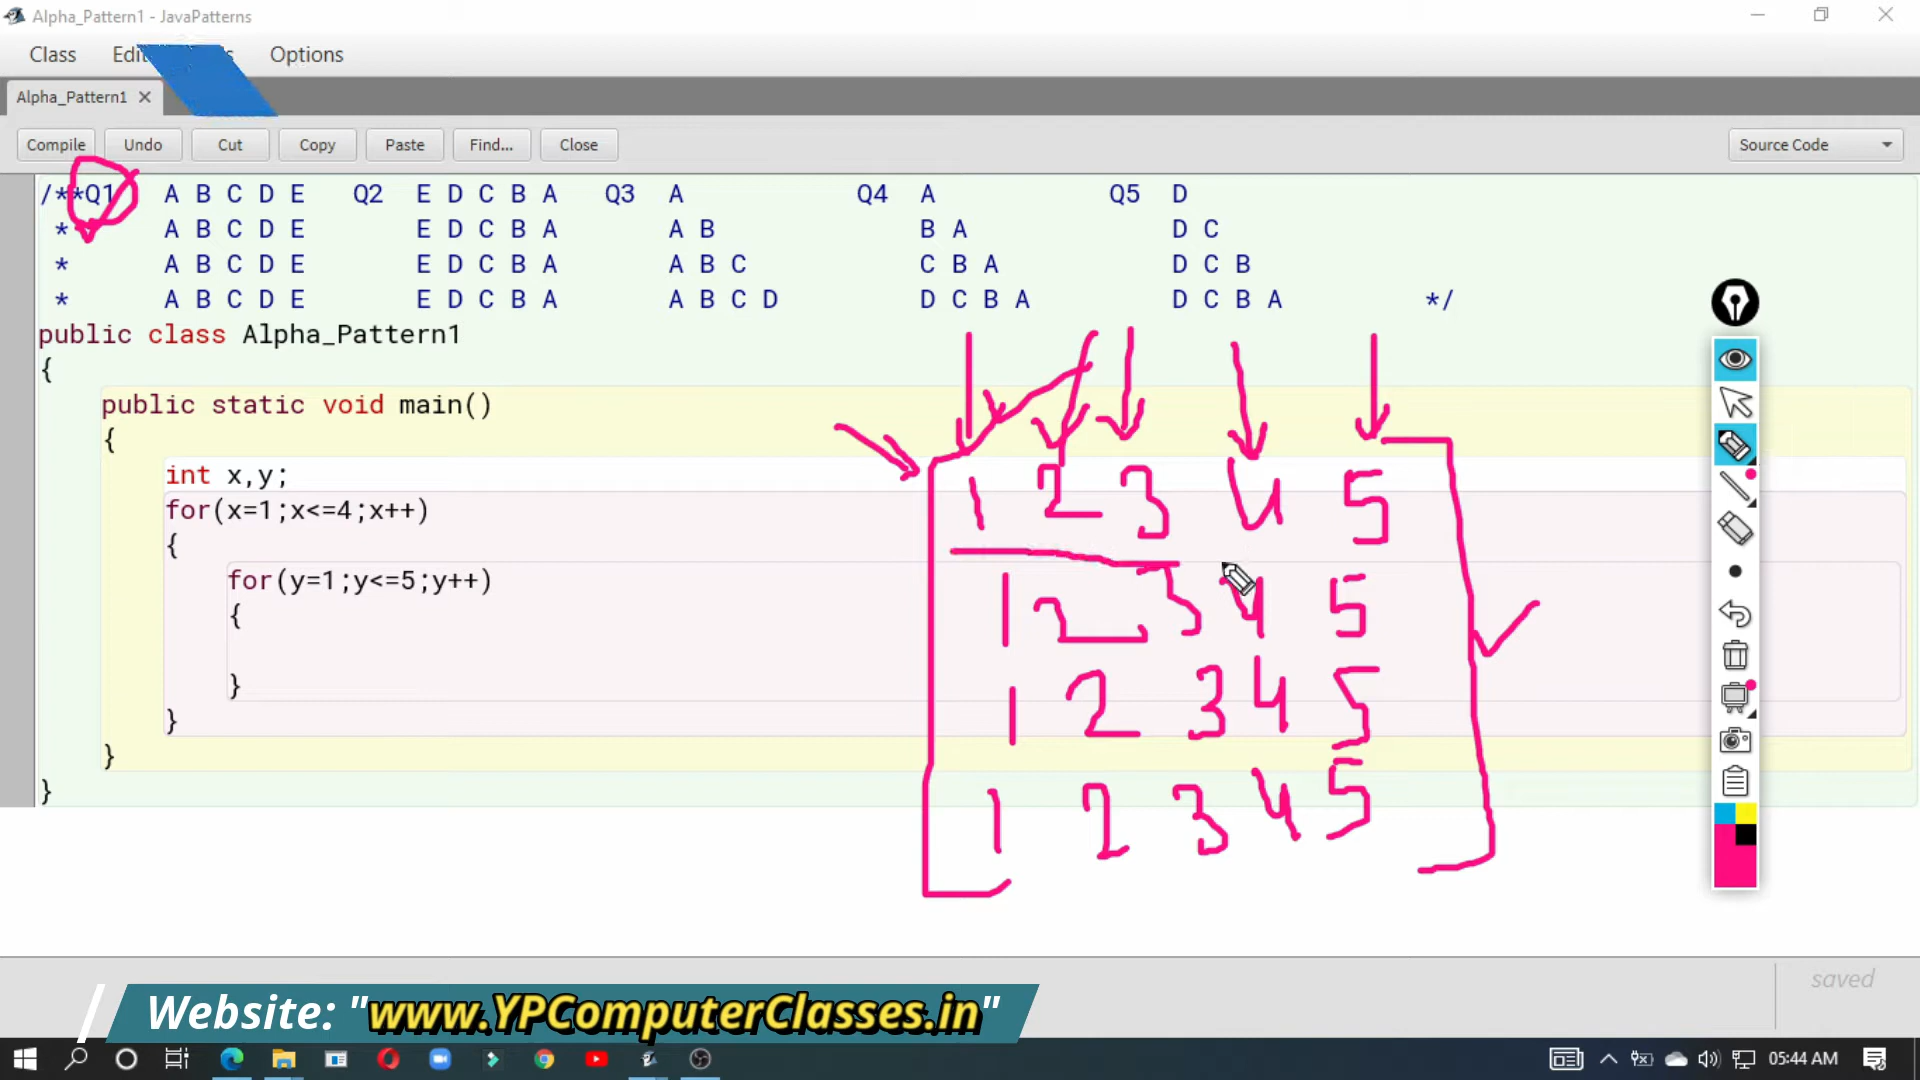 Alpha_Pattern1 - JavaPatterns
Class Edit Options
Alpha_Pattern1
Compile Undo Cut Copy Paste Find... Close Source Code
/**Q1 A B C D E Q2 E D C B A Q3 A Q4 A Q5 D
* A B C D E E D C B A A B B A D C
* A B C D E E D C B A A B C C B A D C B
* A B C D E E D C B A A B C D D C B A D C B A */
public class Alpha_Pattern1
{
public static void main()
{
int x,y;
for(x=1;x<=4;x++)
1 2 3 4 5
{
for(y=1;y<=5;y++)
{
1 2 3 4 5
}
1 2 3 4 5
}
}
}
1 2 3 4 5
saved
Website: "www.YPComputerClasses.in"
05:44 AM